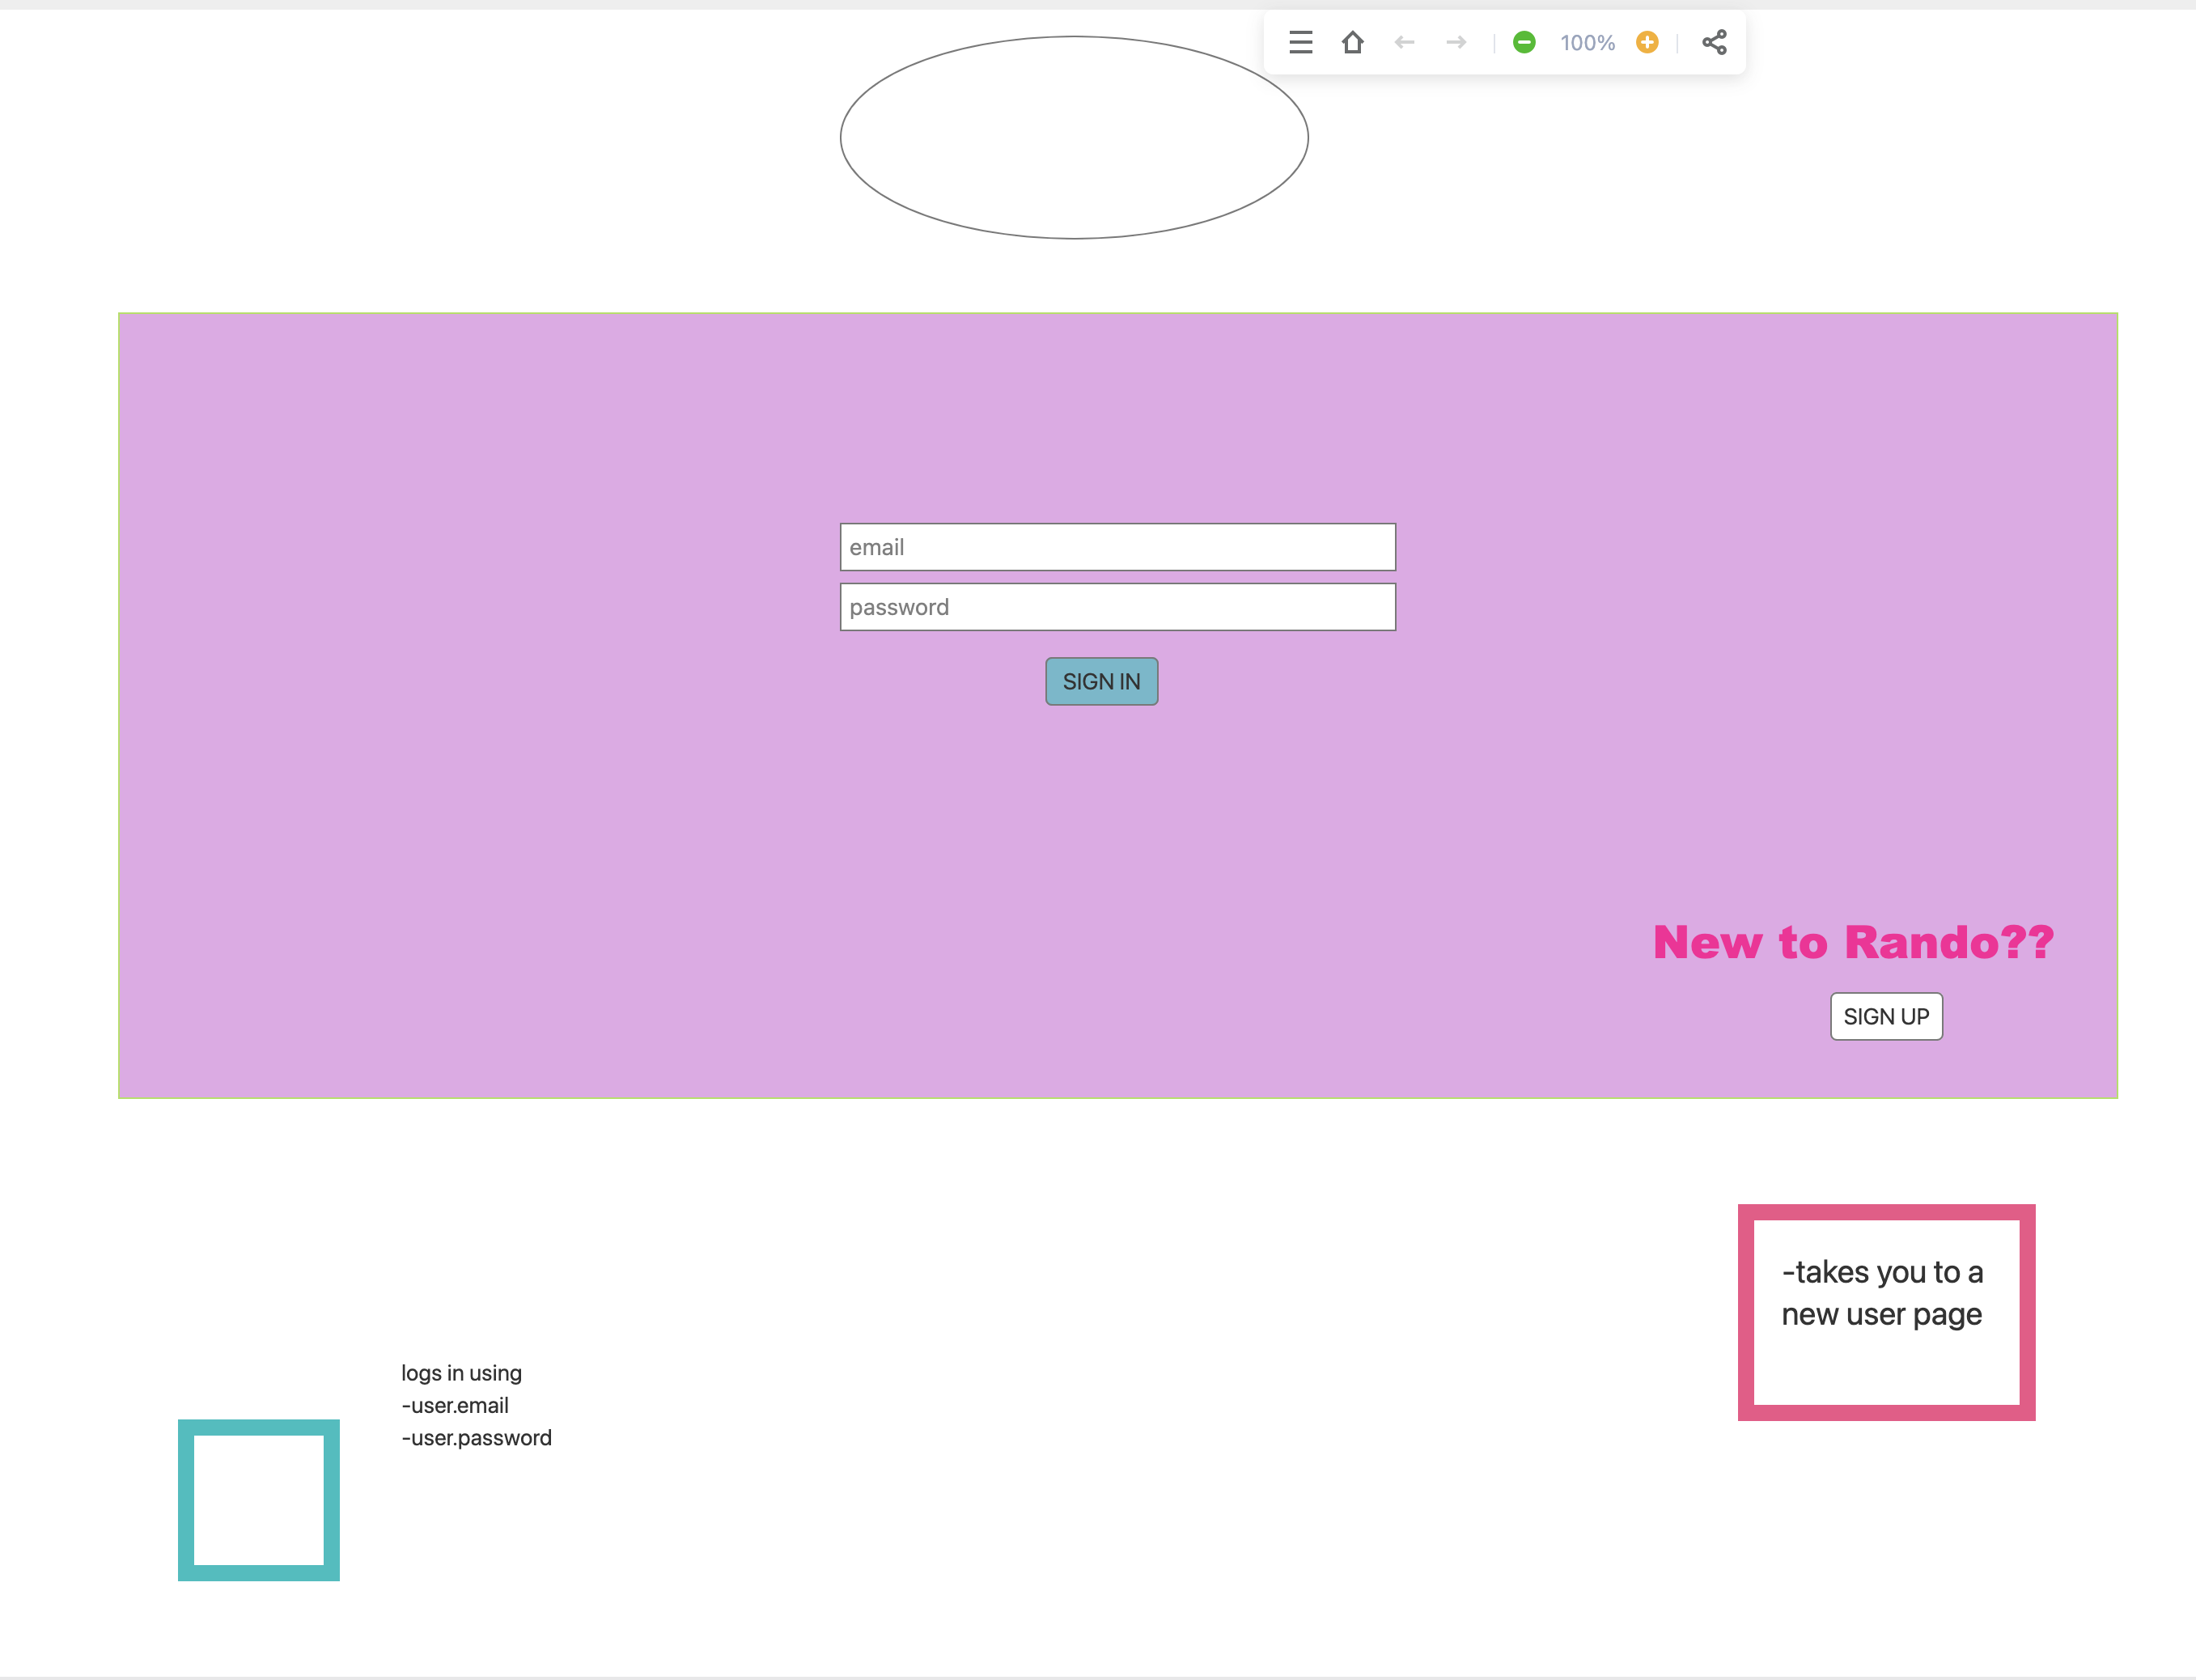 100%
email
password
SIGN IN
New to Rando??
SIGN UP
-takes you to a
new user page
logs in using
-user.email
-user.password